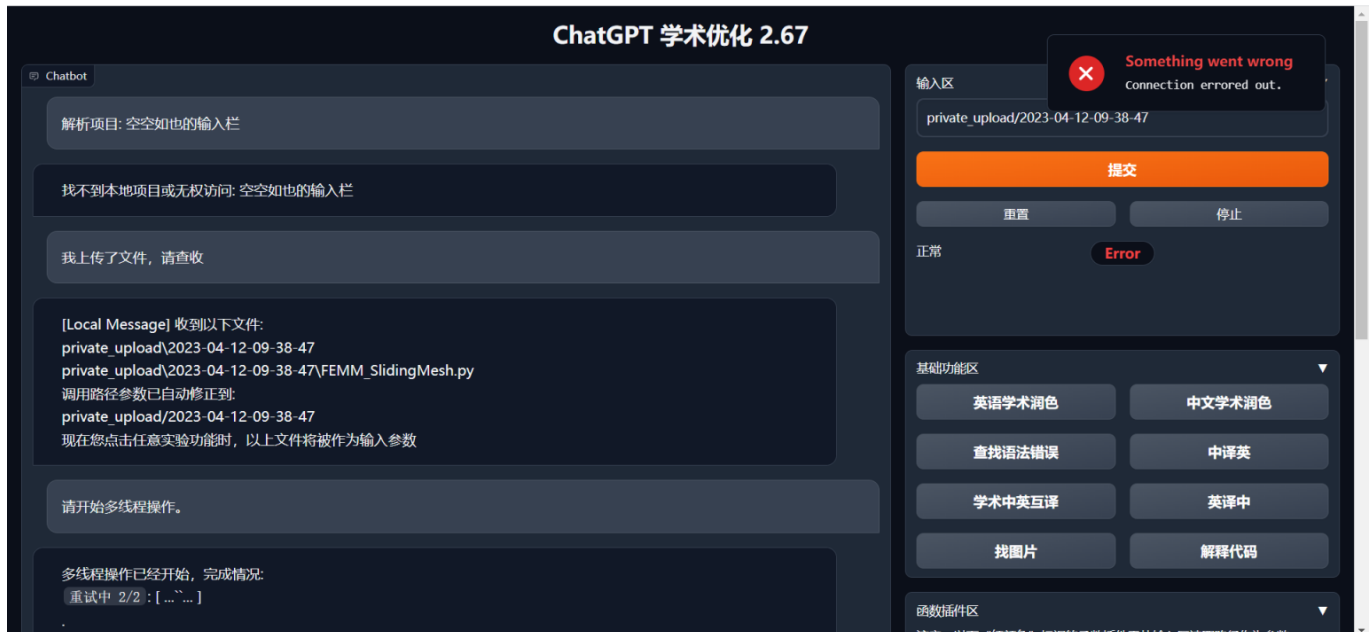 ChatGPT 学术优化 2.67
Chatbot
解析项目: 空空如也的输入栏
找不到本地项目或无权访问: 空空如也的输入栏
我上传了文件，请查收
[Local Message] 收到以下文件:
private_upload\2023-04-12-09-38-47
private_upload\2023-04-12-09-38-47\FEMM_SlidingMesh.py
调用路径参数已自动修正到:
private_upload/2023-04-12-09-38-47
现在您点击任意实验功能时，以上文件将被作为输入参数
请开始多线程操作。
多线程操作已经开始，完成情况:
重试中 2/2 : [ ...``... ]
.
Something went wrong
Connection errored out.
输入区
private_upload/2023-04-12-09-38-47
提交
重置 停止
正常 Error
基础功能区 ▼
英语学术润色 中文学术润色
查找语法错误 中译英
学术中英互译 英译中
找图片 解释代码
函数插件区 ▼